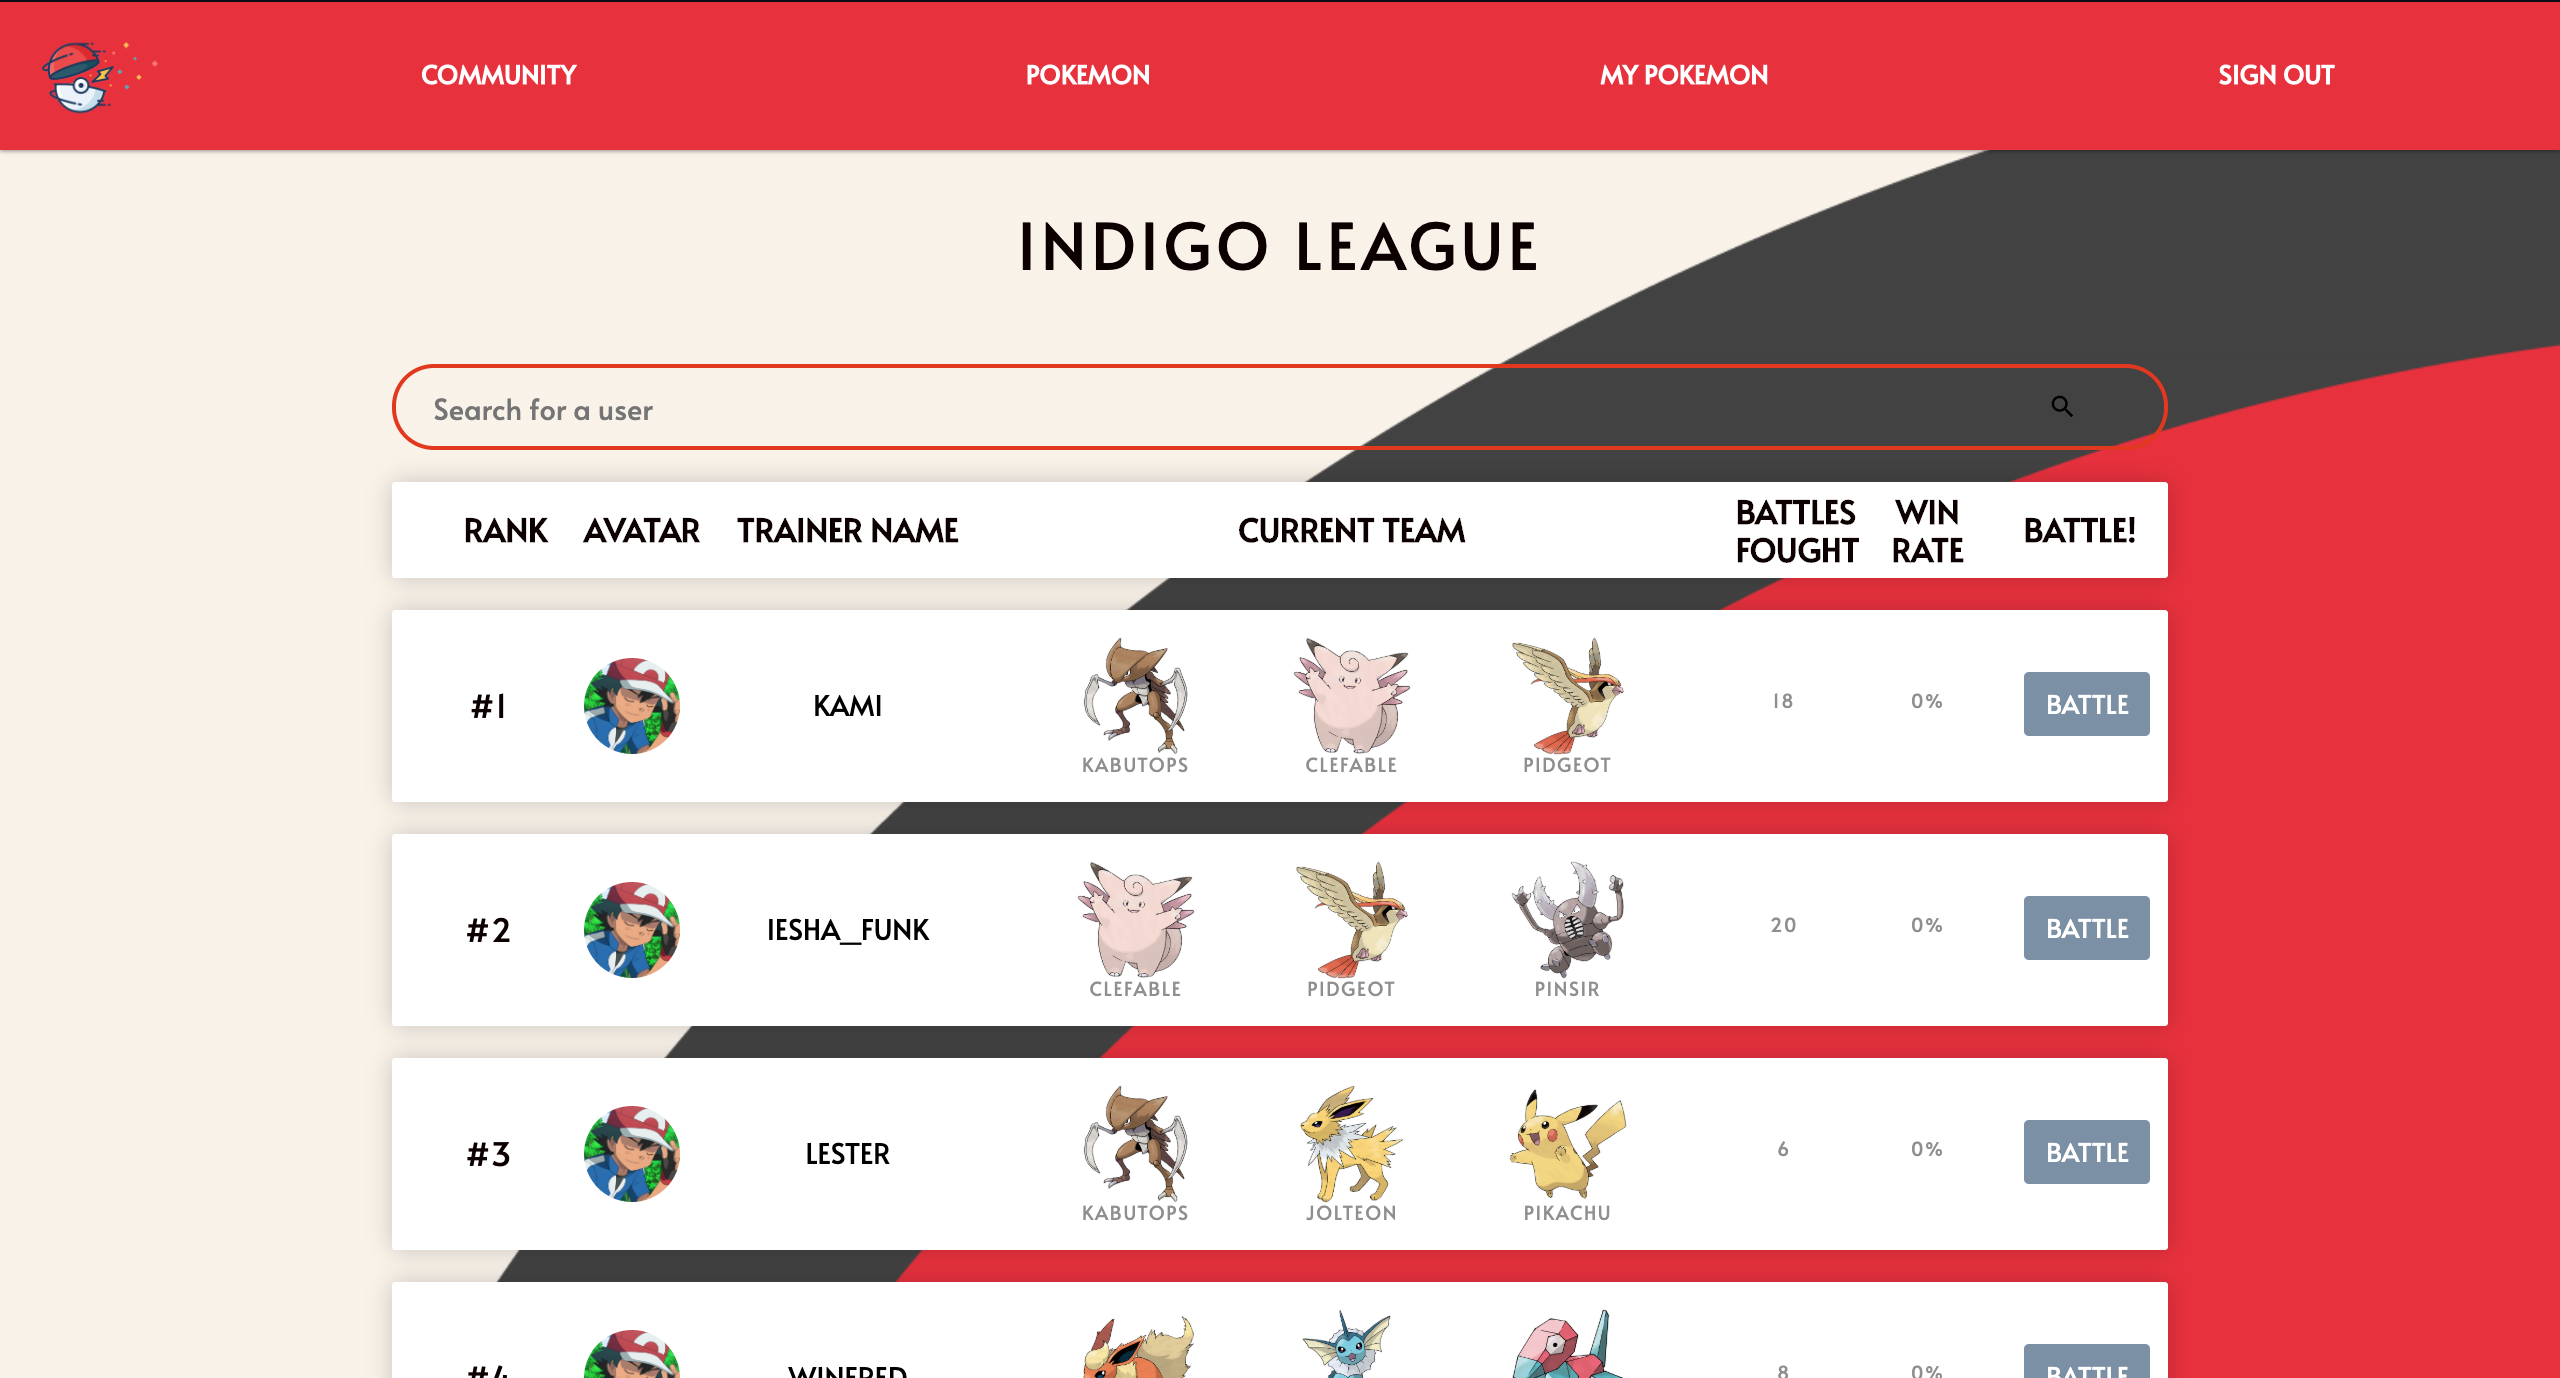 COMMUNITY POKEMON MY POKEMON SIGN OUT
INDIGO LEAGUE
Search for a user
RANK AVATAR TRAINER NAME CURRENT TEAM BATTLES FOUGHT WIN RATE BATTLE!
#1 KAMI 18 0% BATTLE
KABUTOPS CLEFABLE PIDGEOT
#2 IESHA_FUNK 20 0% BATTLE
CLEFABLE PIDGEOT PINSIR
#3 LESTER 6 0% BATTLE
KABUTOPS JOLTEON PIKACHU
#4 WINFRED 8 0% BATTLE